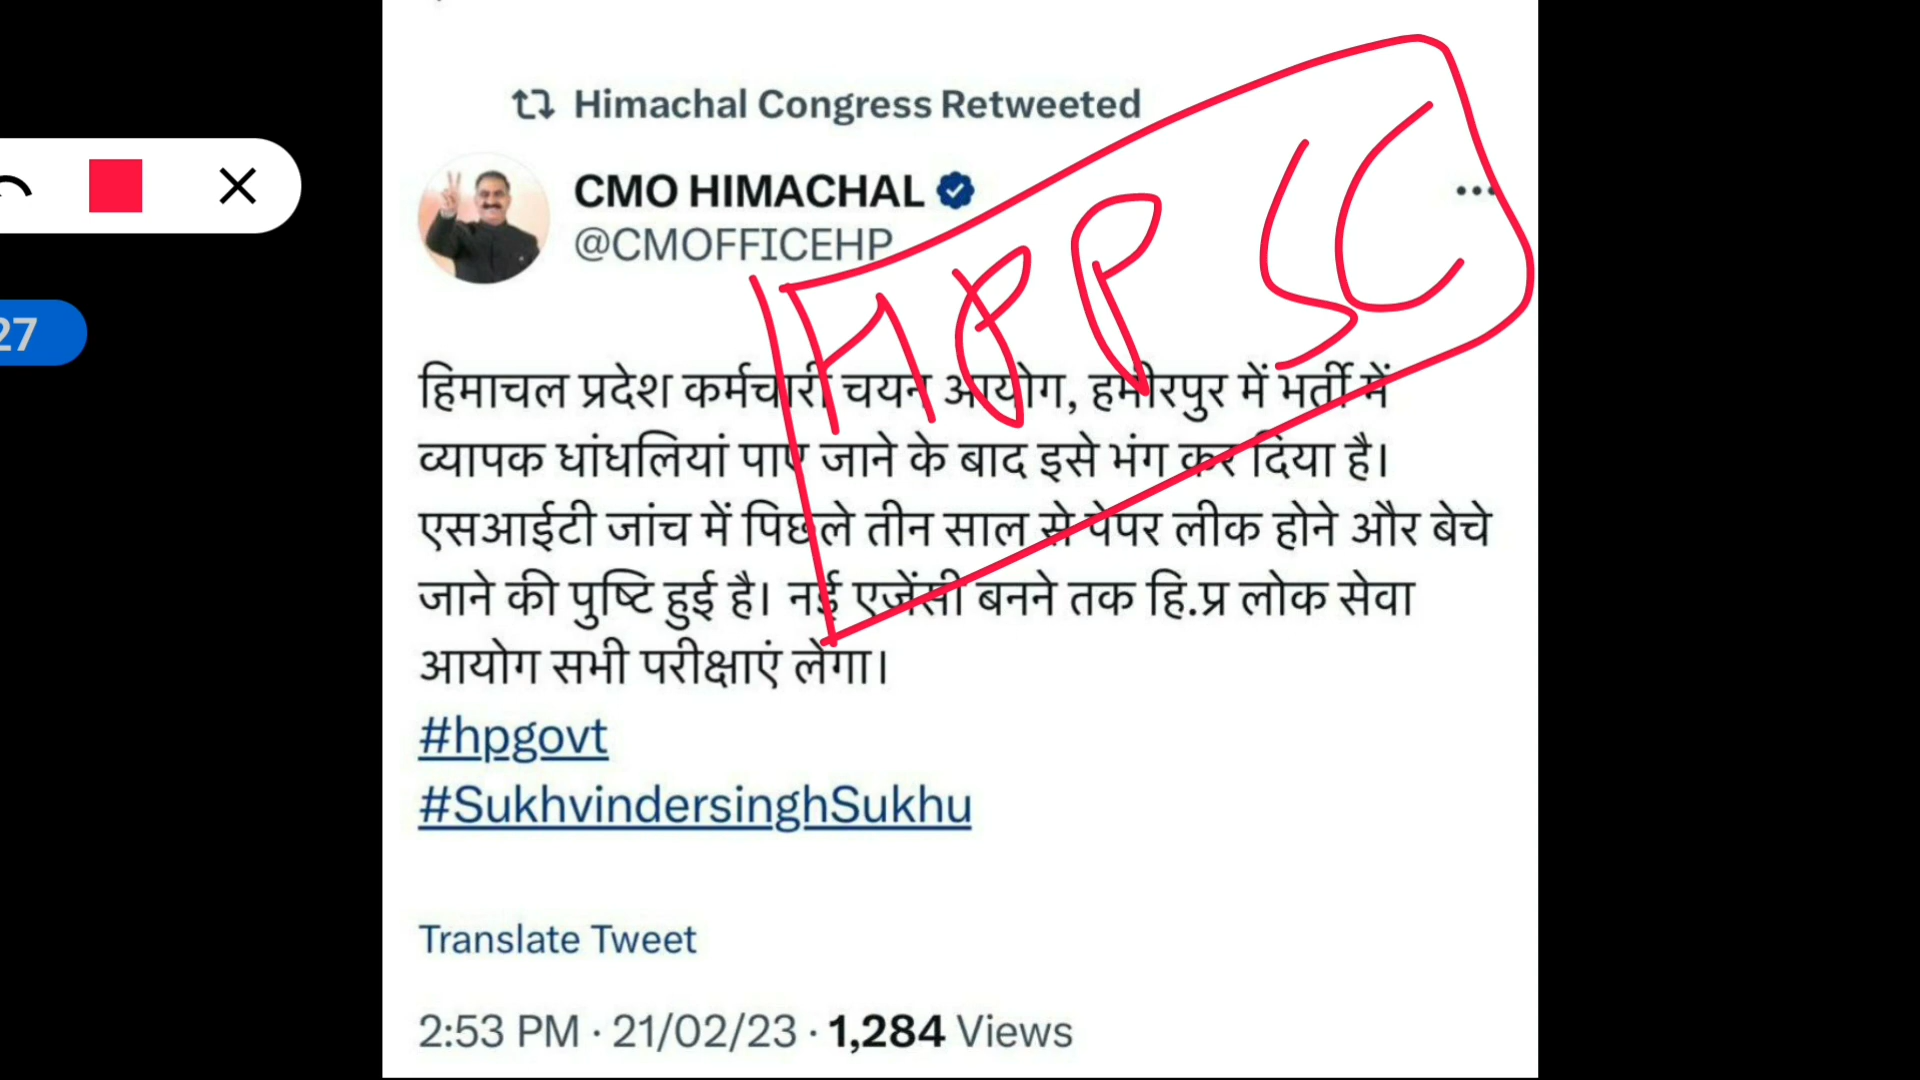 Himachal Congress Retweeted
CMO HIMACHAL
@CMOFFICEHP
HPPSC
हिमाचल प्रदेश कर्मचारी चयन आयोग, हमीरपुर में भर्ती में
व्यापक धांधलियां पाए जाने के बाद इसे भंग कर दिया है।
एसआईटी जांच में पिछले तीन साल से पेपर लीक होने और बेचे
जाने की पुष्टि हुई है। नई एजेंसी बनने तक हि.प्र लोक सेवा
आयोग सभी परीक्षाएं लेगा।
#hpgovt
#SukhvindersinghSukhu
Translate Tweet
2:53 PM · 21/02/23 · 1,284 Views
27